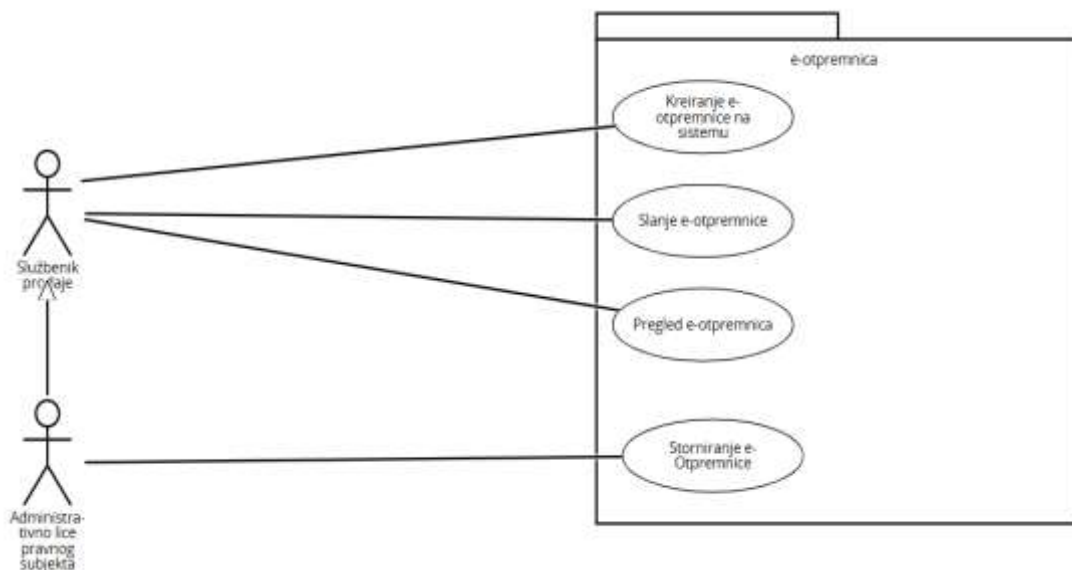 e-otpremnica
Kreiranje e-
otpremnice na
sistemu
Slanje e-otpremnice
Pregled e-otpremnica
Storniranje e-
Otpremnice
Službenik
prodaje
Administra-
tivno lice
pravnog
subjekta